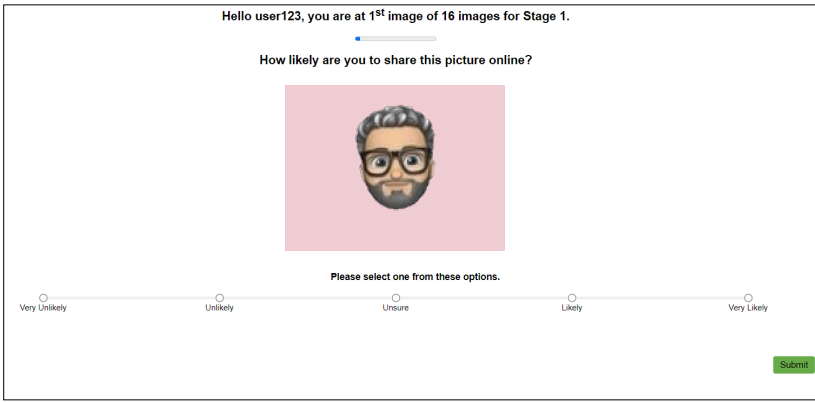 Hello user123, you are at 1st image of 16 images for Stage 1.
How likely are you to share this picture online?
Please select one from these options.
Very Unlikely Unlikely Unsure Likely Very Likely
Submit